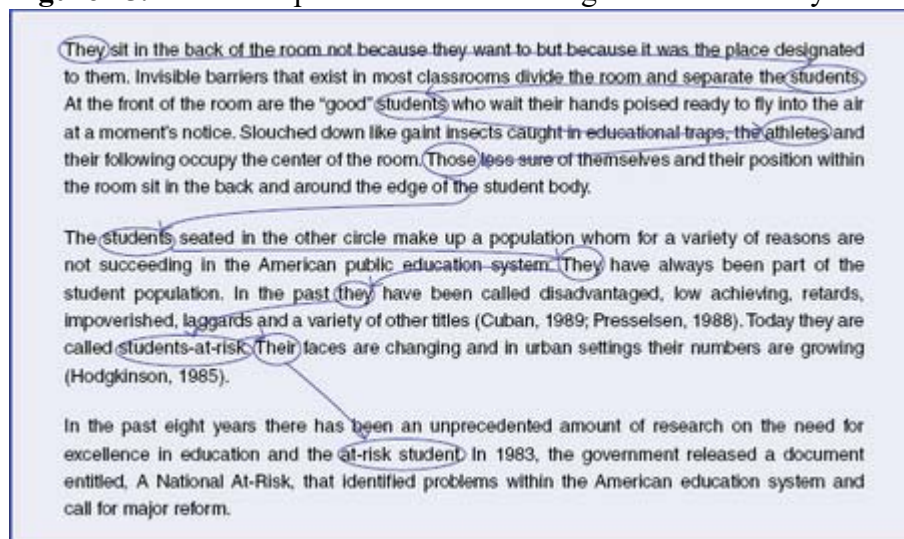 They sit in the back of the room not because they want to but because it was the place designated
to them. Invisible barriers that exist in most classrooms divide the room and separate the students.
At the front of the room are the "good" students who wait their hands poised ready to fly into the air
at a moment's notice. Slouched down like gaint insects caught in educational traps, the athletes and
their following occupy the center of the room. Those less sure of themselves and their position within
the room sit in the back and around the edge of the student body.
The students seated in the other circle make up a population whom for a variety of reasons are
not succeeding in the American public education system. They have always been part of the
student population. In the past they have been called disadvantaged, low achieving, retards,
impoverished, laggards and a variety of other titles (Cuban, 1989; Presselsen, 1988). Today they are
called students-at-risk. Their faces are changing and in urban settings their numbers are growing
(Hodgkinson, 1985).
In the past eight years there has been an unprecedented amount of research on the need for
excellence in education and the at-risk student. In 1983, the government released a document
entitled, A National At-Risk, that identified problems within the American education system and
call for major reform.